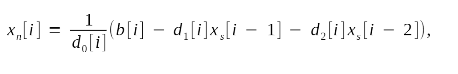 x_n[i] = \frac{1}{d_0[i]}(b[i] − d_1[i]x_s[i − 1] − d_2[i]x_s[i − 2]),